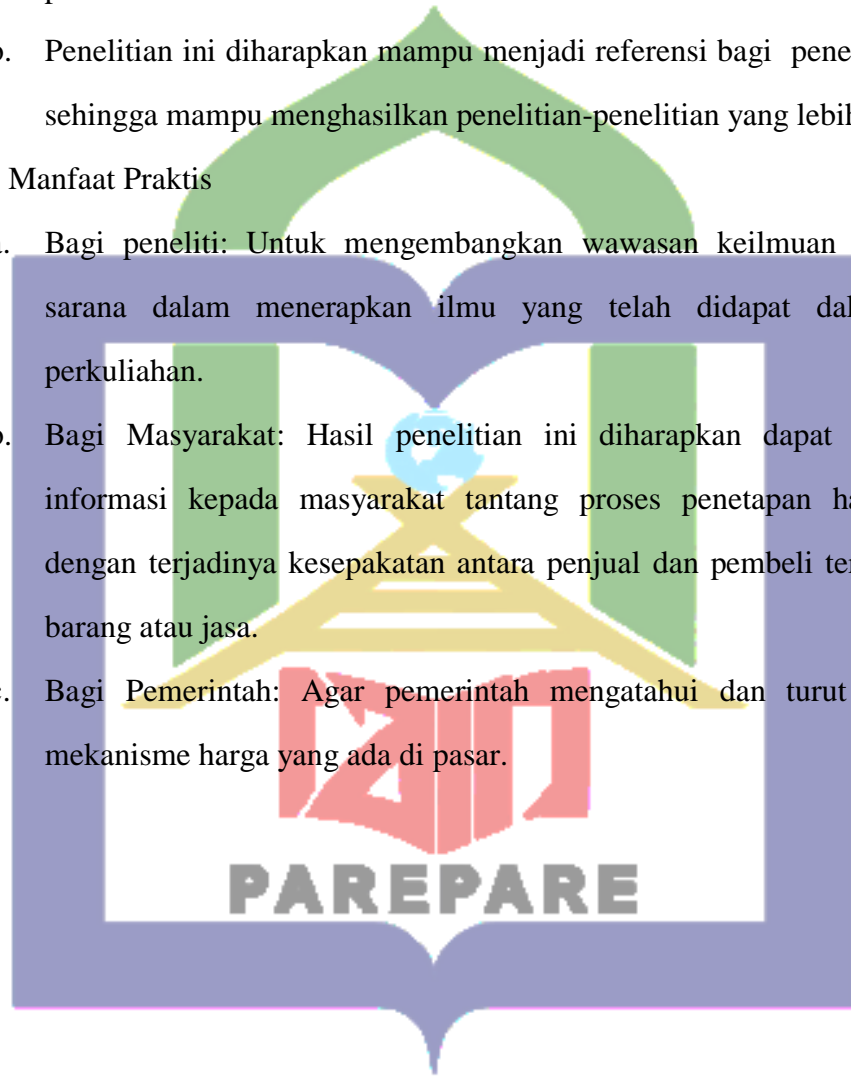 b. Penelitian ini diharapkan mampu menjadi referensi bagi
sehingga mampu menghasilkan penelitian-penelitian yang lebih
Manfaat Praktis
a. Bagi peneliti: Untuk mengembangkan wawasan keilmuan
sarana dalam menerapkan ilmu yang telah didapat
perkuliahan.
b. Bagi Masyarakat: Hasil penelitian ini diharapkan dapat
informasi kepada masyarakat tantang proses penetapan
dengan terjadinya kesepakatan antara penjual dan pembeli
barang atau jasa.
c. Bagi Pemerintah: Agar pemerintah mengatahui dan turut
mekanisme harga yang ada di pasar.
iain
PAREPARE